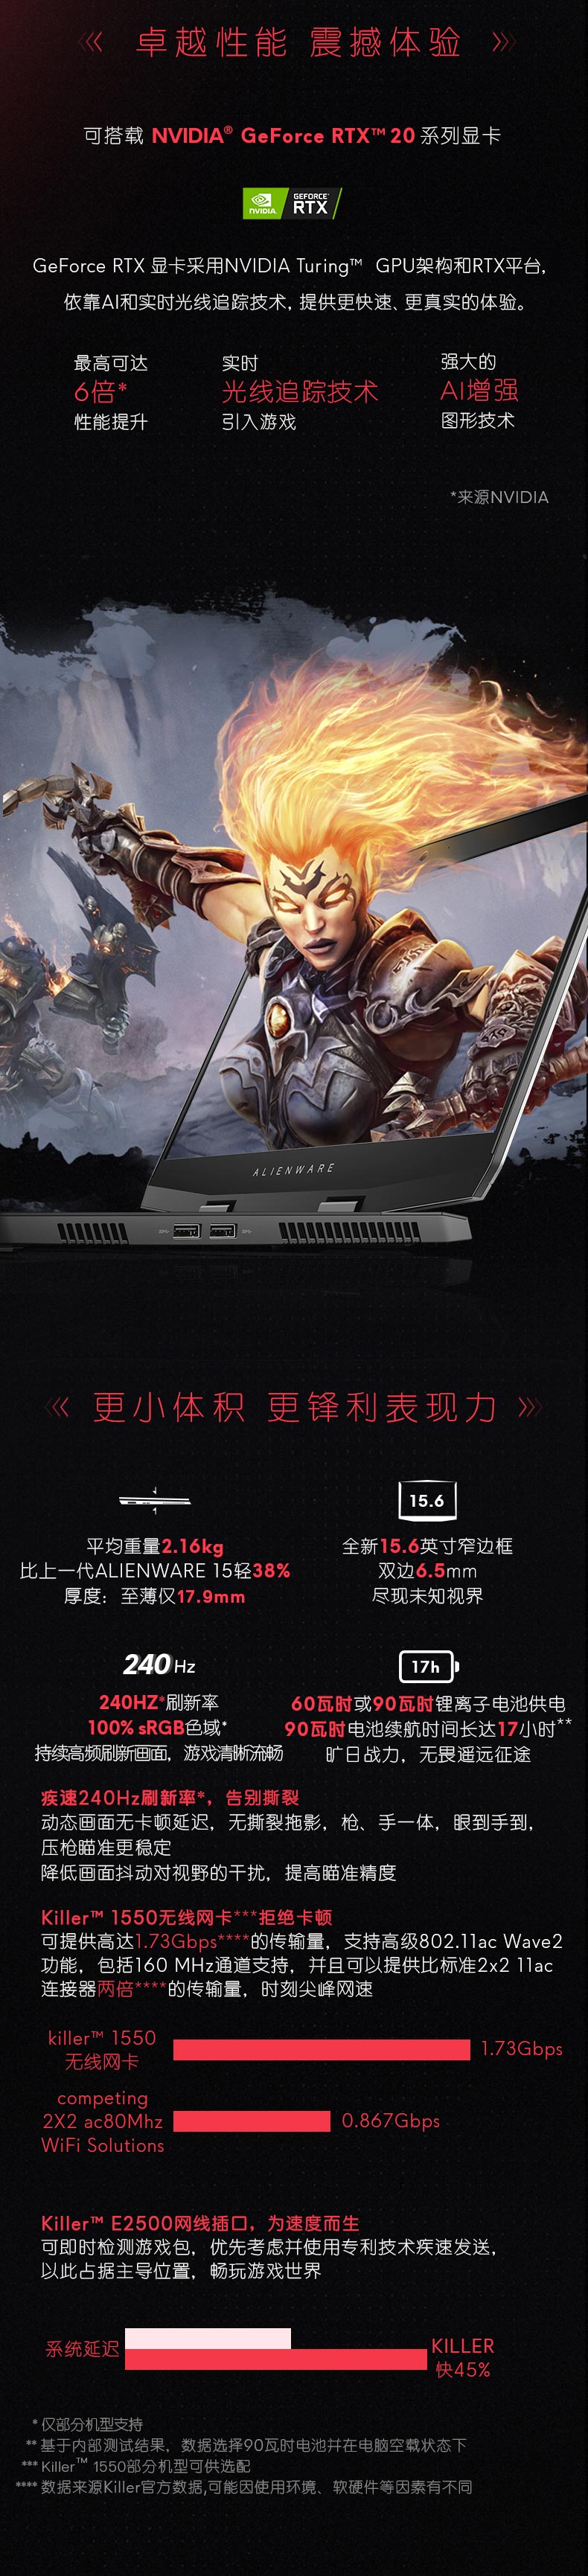 卓越性能 震撼体验
可搭载 NVIDIA® GeForce RTX™ 20 系列显卡
NVIDIA. GEFORCE RTX
GeForce RTX 显卡采用NVIDIA Turing™ GPU架构和RTX平台,
依靠AI和实时光线追踪技术, 提供更快速、更真实的体验。
最高可达
6倍*
性能提升
实时
光线追踪技术
引入游戏
强大的
AI增强
图形技术
*来源NVIDIA
ALIENWARE
更小体积 更锋利表现力
15.6
平均重量2.16kg
比上一代ALIENWARE 15轻38%
厚度：至薄仅17.9mm
全新15.6英寸窄边框
双边6.5mm
尽现未知视界
240 Hz
240HZ*刷新率
100% sRGB色域*
持续高频刷新画面，游戏清晰流畅
17h
60瓦时或90瓦时锂离子电池供电
90瓦时电池续航时间长达17小时**
旷日战力，无畏遥远征途
疾速240Hz刷新率*，告别撕裂
动态画面无卡顿延迟，无撕裂拖影，枪、手一体，眼到手到，
压枪瞄准更稳定
降低画面抖动对视野的干扰，提高瞄准精度
Killer™ 1550无线网卡***拒绝卡顿
可提供高达1.73Gbps****的传输量，支持高级802.11ac Wave2
功能，包括160 MHz通道支持，并且可以提供比标准2x2 11ac
连接器两倍****的传输量，时刻尖峰网速
killer™ 1550
无线网卡
1.73Gbps
competing
2X2 ac80Mhz
WiFi Solutions
0.867Gbps
Killer™ E2500网线插口，为速度而生
可即时检测游戏包，优先考虑并使用专利技术疾速发送，
以此占据主导位置，畅玩游戏世界
系统延迟
KILLER
快45%
* 仅部分机型支持
** 基于内部测试结果，数据选择90瓦时电池并在电脑空载状态下
*** Killer™ 1550部分机型可供选配
**** 数据来源Killer官方数据,可能因使用环境、软硬件等因素有不同